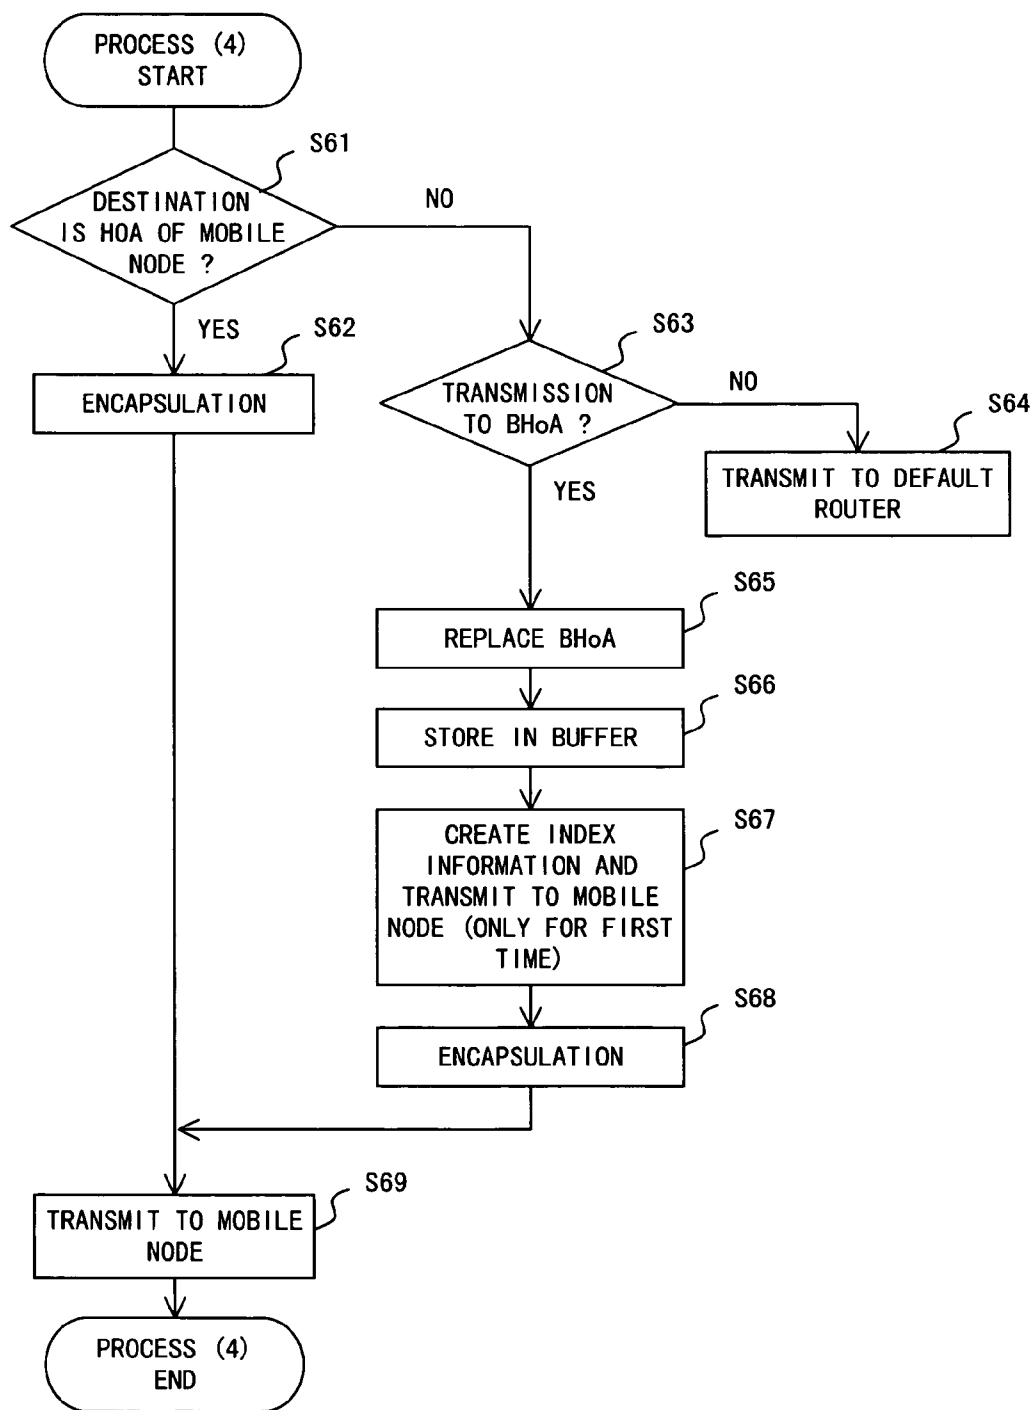 PROCESS (4)
START
S61
DESTINATION
IS HOA OF MOBILE
NODE ?
NO
YES
S62
ENCAPSULATION
S63
TRANSMISSION
TO BHoA ?
NO
S64
TRANSMIT TO DEFAULT
ROUTER
YES
S65
REPLACE BHoA
S66
STORE IN BUFFER
S67
CREATE INDEX
INFORMATION AND
TRANSMIT TO MOBILE
NODE (ONLY FOR FIRST
TIME)
S68
ENCAPSULATION
S69
TRANSMIT TO MOBILE
NODE
PROCESS (4)
END